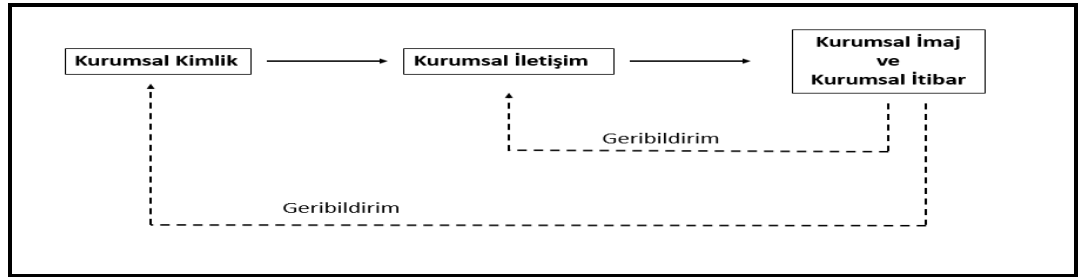 Kurumsal Kimlik
Kurumsal İletişim
Kurumsal İmaj
ve
Kurumsal İtibar
Geribildirim
Geribildirim